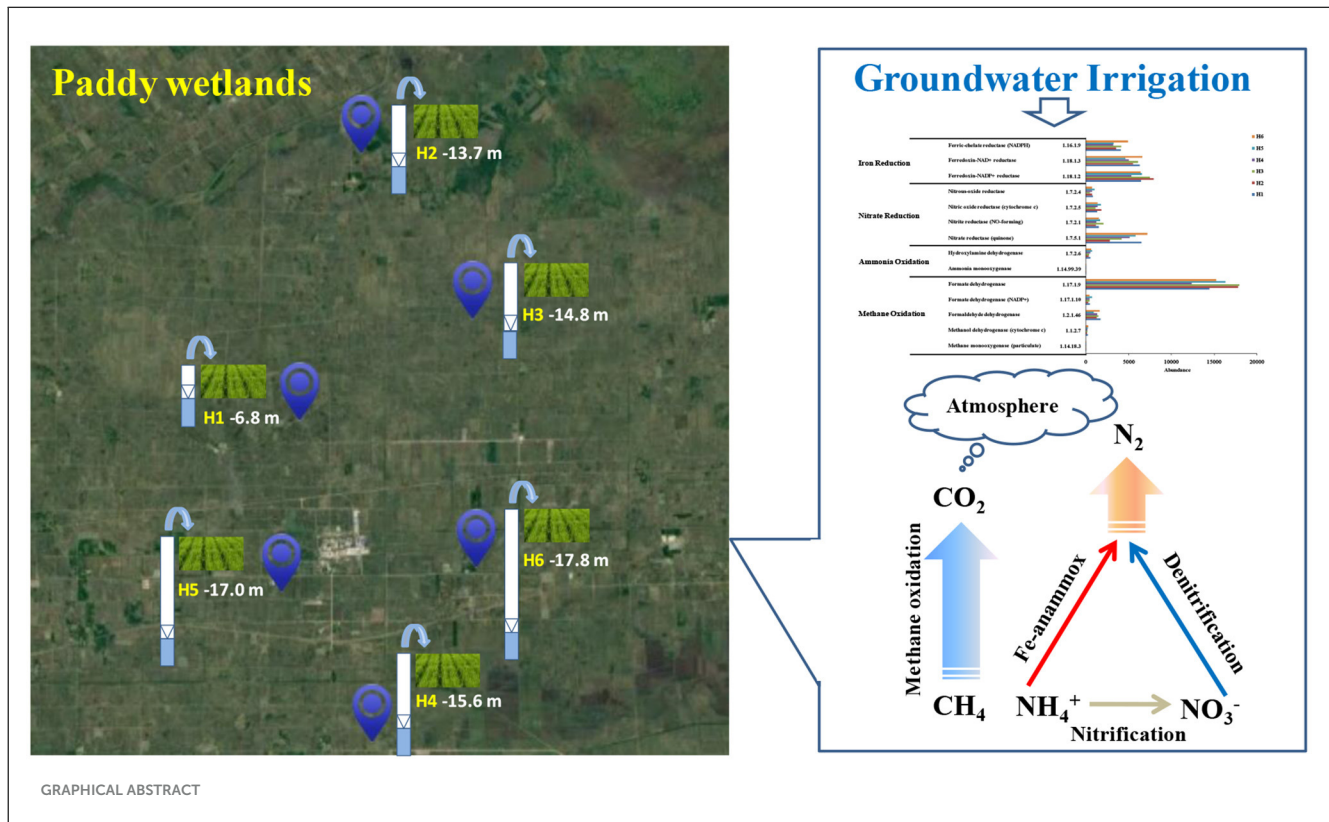 Paddy wetlands
H2 -13.7 m
H3 -14.8 m
H1 -6.8 m
H6 -17.8 m
H5 -17.0 m
H4 -15.6 m
Groundwater Irrigation
Iron Reduction
Ferric-chelate reductase (NADPH) 1.16.1.9
Ferredoxin-NAD+ reductase 1.18.1.3
Ferredoxin-NADP+ reductase 1.18.1.2
Nitrate Reduction
Nitrous-oxide reductase 1.7.2.4
Nitric oxide reductase (cytochrome c) 1.7.2.5
Nitrite reductase (NO-forming) 1.7.2.1
Nitrate reductase (quinone) 1.7.5.1
Ammonia Oxidation
Hydroxylamine dehydrogenase 1.7.2.6
Ammonia monooxygenase 1.14.99.39
Methane Oxidation
Formate dehydrogenase 1.17.1.9
Formate dehydrogenase (NADP+) 1.17.1.10
Formaldehyde dehydrogenase 1.2.1.46
Methanol dehydrogenase (cytochrome c) 1.1.2.7
Methane monooxygenase (particulate) 1.14.18.3
0 5000 10000 15000 20000
Abundance
H6
H5
H4
H3
H2
H1
Atmosphere
N₂
CO₂
Methane oxidation
Fe-anammox
Denitrification
CH₄
NH₄⁺
NO₃⁻
Nitrification
GRAPHICAL ABSTRACT